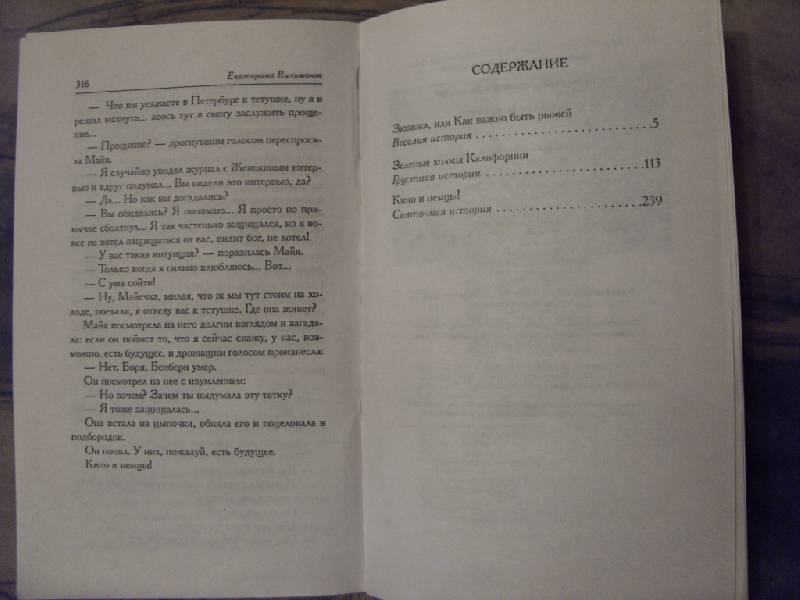 316
Екатерина Вильмонт
— Что вы уезжаете в Петербург к тетушке, ну я и
решил махнуть... авось тут я смогу заслужить проще-
ние...
— Прощение? — дрогнувшим голосом переспроси-
ла Майя.
— Я случайно увидел журнал с Женькиным интер-
вью и вдруг подумал... Вы видели это интервью, да?
— Да... Но как вы догадались?
— Вы обиделись? Я понимаю... Я просто по при-
вычке сболтнул... Я так частенько защищался, но я во-
все не хотел защищаться от вас, видит бог, не хотел!
— У вас такая интуиция? — поразилась Майя.
— Только когда я сильно влюбляюсь... Вот...
— С ума сойти!
— Ну, Майечка, милая, что ж мы тут стоим на хо-
лоде, поехали, я отвезу вас к тетушке. Где она живет?
Майя посмотрела на него долгим взглядом и загада-
ла: если он поймет то, что я сейчас скажу, у нас, воз-
можно, есть будущее, и дрожащим голосом произнесла:
— Нет, Боря, Бенбери умер.
Он посмотрел на нее с изумлением:
— Но зачем? Зачем ты выдумала эту тетку?
— Я тоже защищалась...
Она встала на цыпочки, обняла его и поцеловала в
подбородок.
Он понял. У них, пожалуй, есть будущее.
Кино и немцы!
СОДЕРЖАНИЕ
Зюзюка, или Как важно быть рыжей
Веселая история . . . . . . . . . . . . . . . . . . . . . . . . 5
Зеленые холмы Калифорнии
Грустная история . . . . . . . . . . . . . . . . . . . . . . . 113
Кино и немцы!
Святочная история . . . . . . . . . . . . . . . . . . . . . . 239